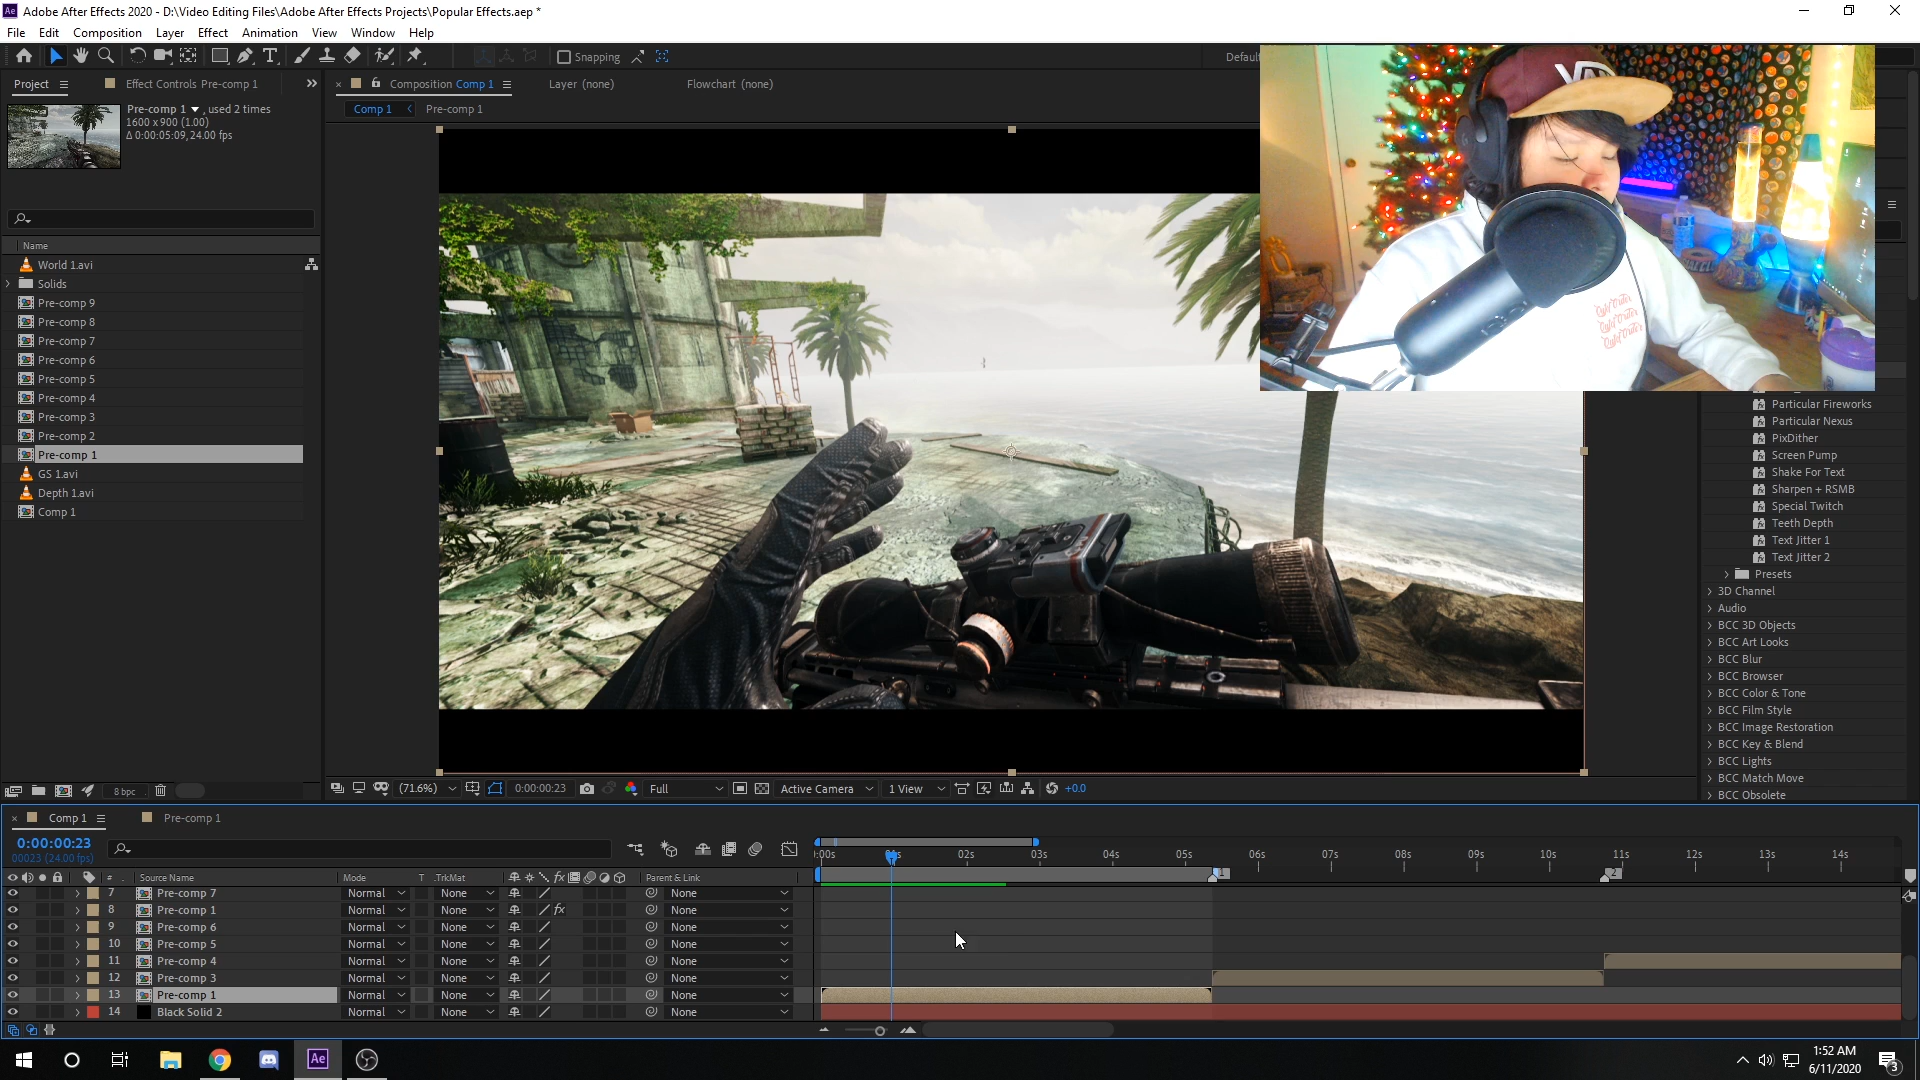 Adobe After Effects 2020 - D:\Video Editing Files\Adobe After Effects Projects\Popular Effects.aep *
File Edit Composition Layer Effect Animation View Window Help
Snapping
Default
Project
Effect Controls Pre-comp 1
Composition Comp 1
Layer (none)
Flowchart (none)
Comp 1
Pre-comp 1
Pre-comp 1 , used 2 times
1600 x 900 (1.00)
Δ 0:00:05:09, 24.00 fps
Name
World 1.avi
Solids
Pre-comp 9
Pre-comp 8
Pre-comp 7
Pre-comp 6
Pre-comp 5
Pre-comp 4
Pre-comp 3
Pre-comp 2
Pre-comp 1
GS 1.avi
Depth 1.avi
Comp 1
Particular Fireworks
Particular Nexus
PixDither
Screen Pump
Shake For Text
Sharpen + RSMB
Special Twitch
Teeth Depth
Text Jitter 1
Text Jitter 2
Presets
3D Channel
Audio
BCC 3D Objects
BCC Art Looks
BCC Blur
BCC Browser
BCC Color & Tone
BCC Film Style
BCC Image Restoration
BCC Key & Blend
BCC Lights
BCC Match Move
BCC Obsolete
8 bpc
(71.6%) 0:00:00:23 Full Active Camera 1 View +0.0
Comp 1
Pre-comp 1
0:00:00:23
00023 (24.00 fps)
:00s 02s 03s 04s 05s 06s 07s 08s 09s 10s 11s 12s 13s 14s
# Source Name Mode T .TrkMat fx Parent & Link
1
2
7 Pre-comp 7 Normal None None
8 Pre-comp 1 Normal None fx None
9 Pre-comp 6 Normal None None
10 Pre-comp 5 Normal None None
11 Pre-comp 4 Normal None None
12 Pre-comp 3 Normal None None
13 Pre-comp 1 Normal None None
14 Black Solid 2 Normal None None
Ae
1:52 AM
6/11/2020
3